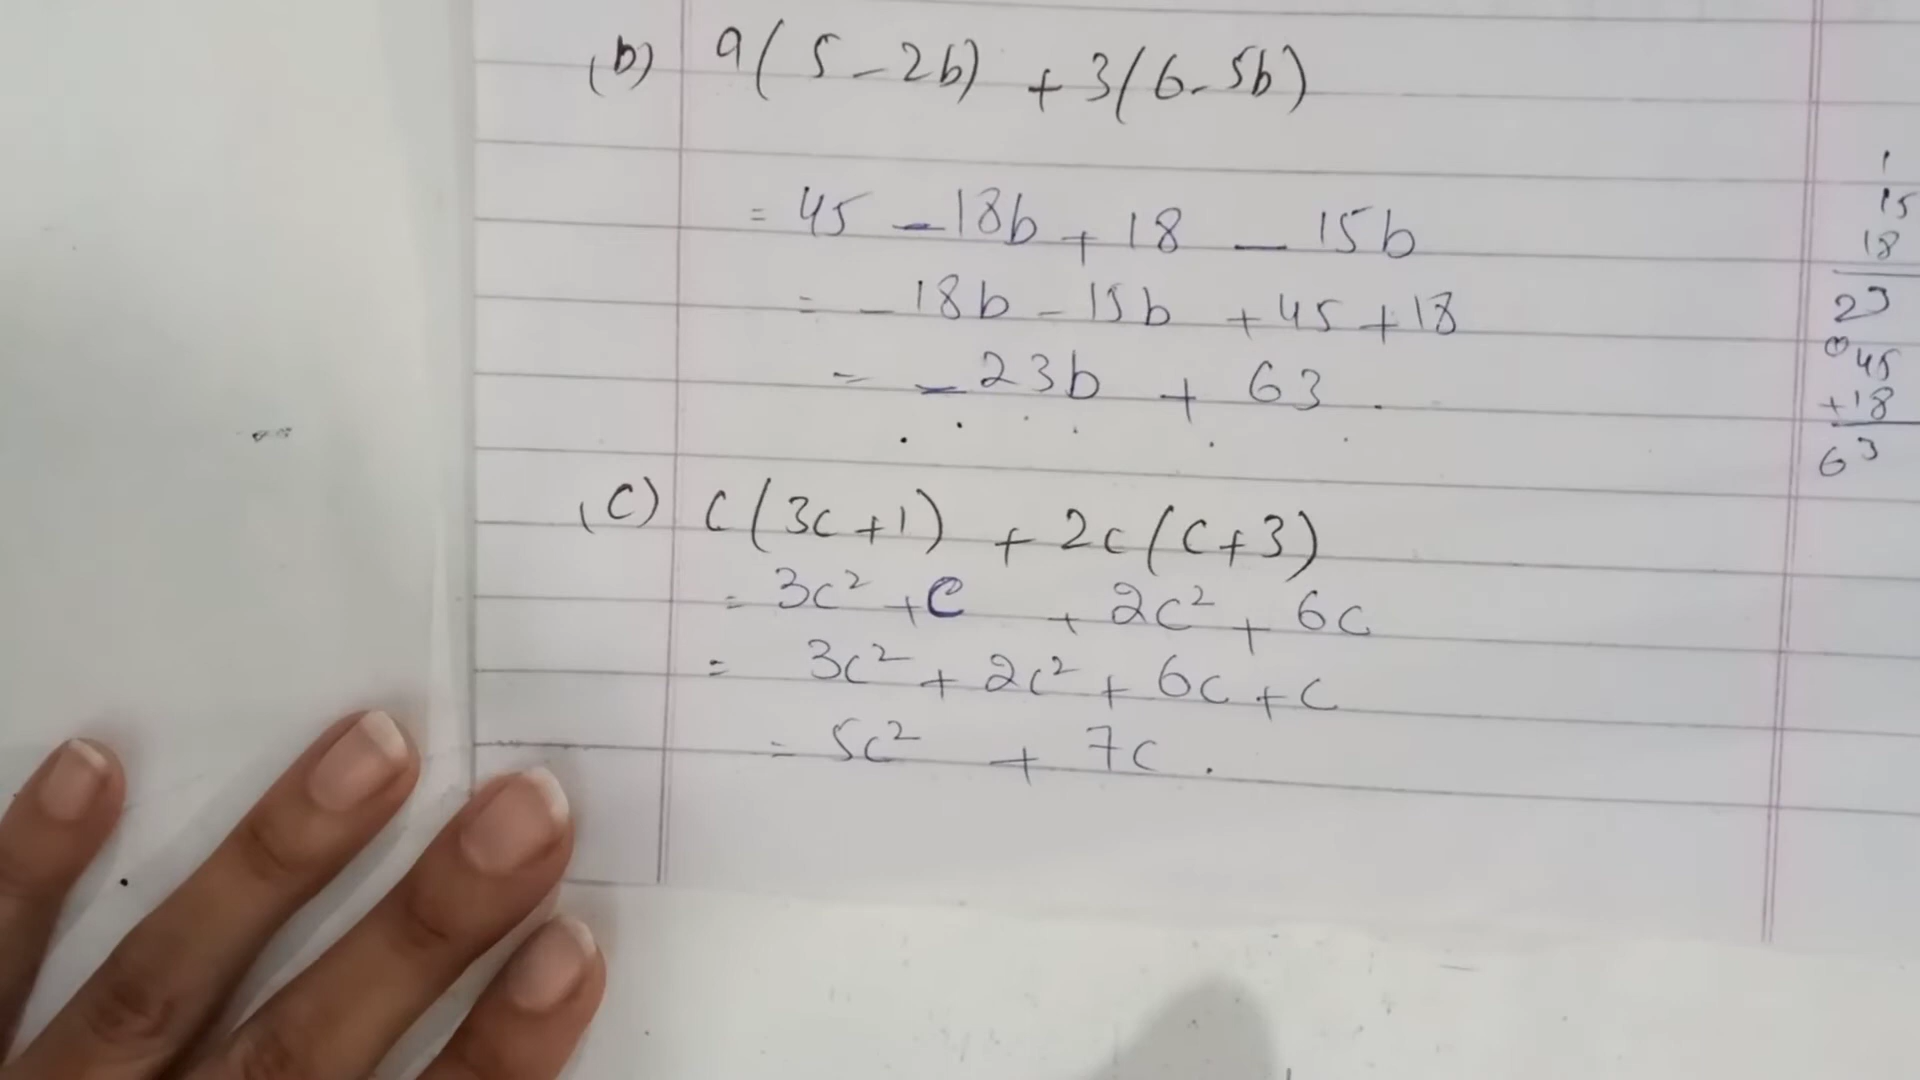 (b) 9(5-2b) + 3(6-5b)
= 45 - 18b + 18 - 15b
= - 18b - 15b + 45 + 18
= - 23b + 63.
(c) c(3c+1) + 2c(c+3)
= 3c² + c + 2c² + 6c
= 3c² + 2c² + 6c + c
= 5c² + 7c.
1
15
18
23
45
+18
63